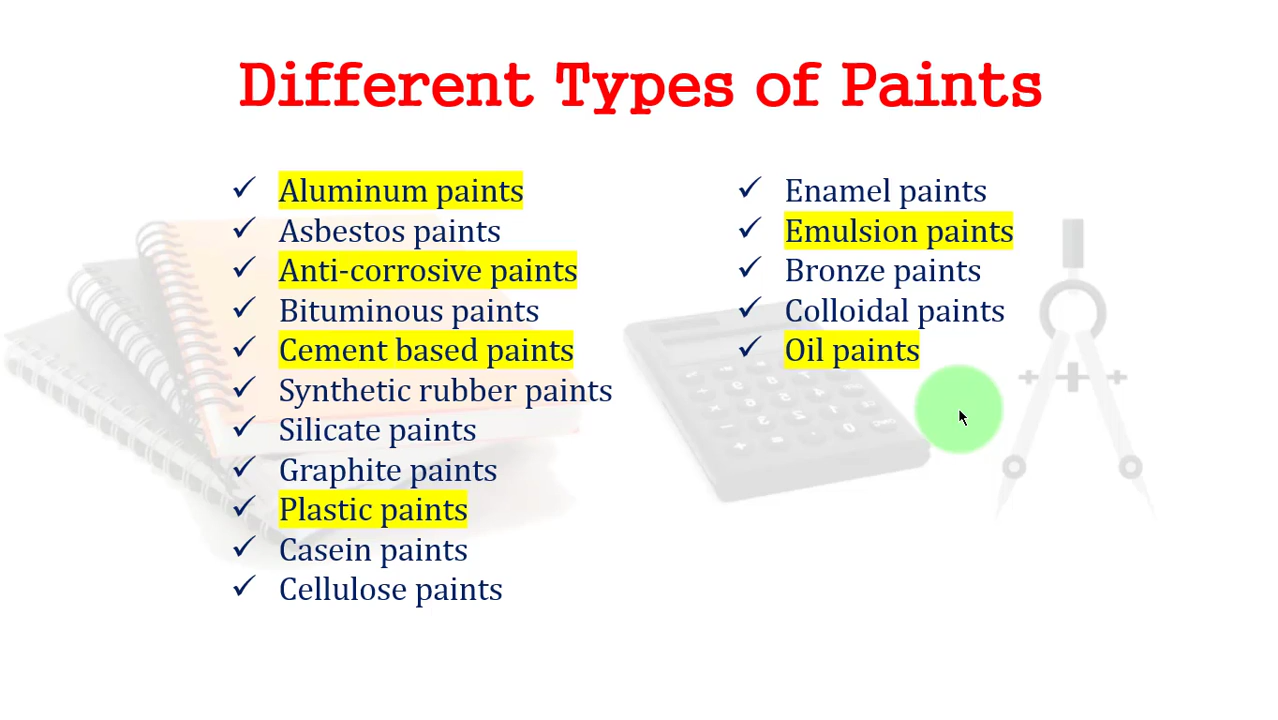 Different Types of Paints
✓ Aluminum paints
✓ Asbestos paints
✓ Anti-corrosive paints
✓ Bituminous paints
✓ Cement based paints
✓ Synthetic rubber paints
✓ Silicate paints
✓ Graphite paints
✓ Plastic paints
✓ Casein paints
✓ Cellulose paints
✓ Enamel paints
✓ Emulsion paints
✓ Bronze paints
✓ Colloidal paints
✓ Oil paints